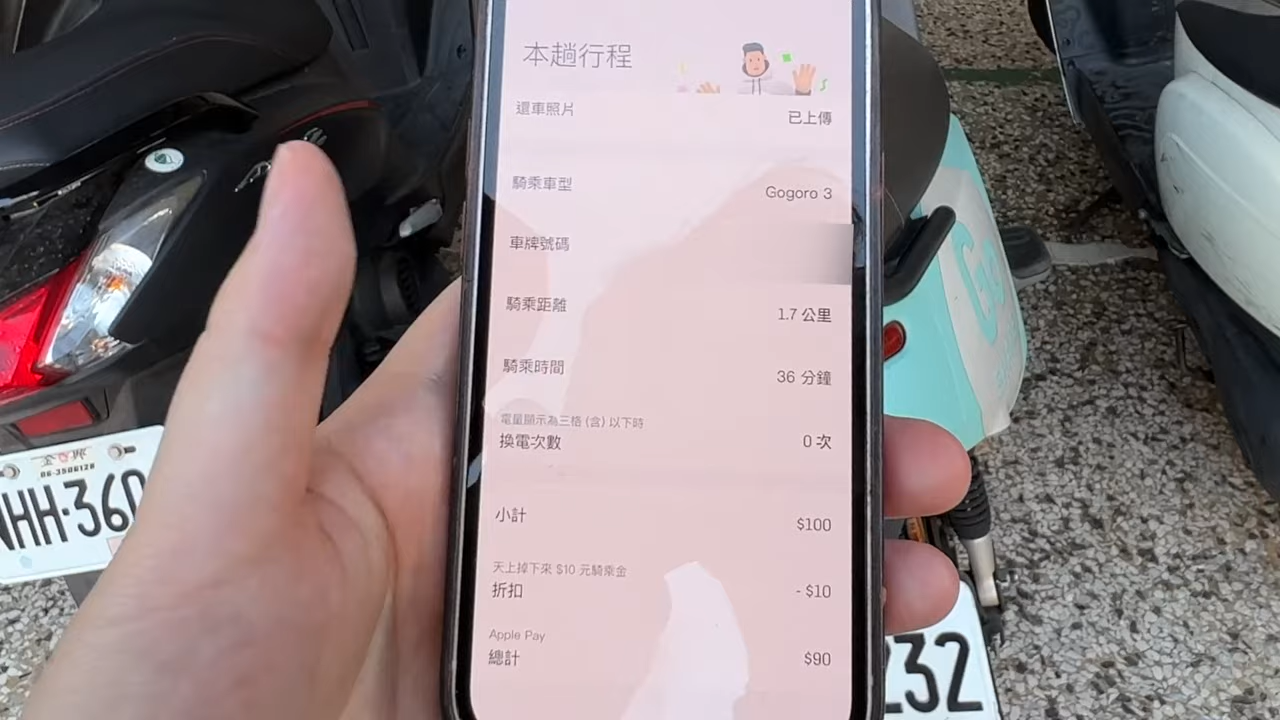 本趟行程
還車照片
已上傳
騎乘車型
Gogoro 3
車牌號碼
騎乘距離
1.7 公里
騎乘時間
36 分鐘
電量顯示為三格 (含) 以下時
換電次數
0 次
小計
$100
天上掉下來 $10 元騎乘金
折扣
- $10
Apple Pay
總計
$90
06-3506128
NHH-360
Go
232